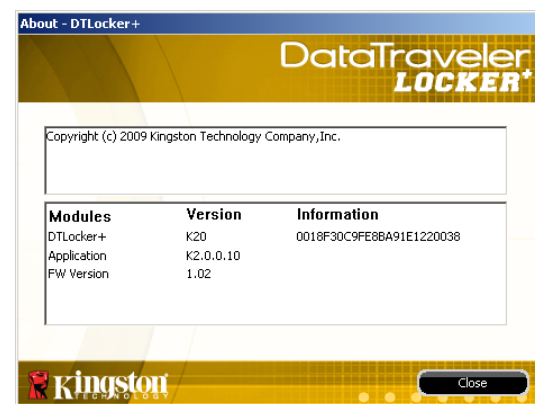 About - DTLocker+
DataTraveler
LOCKER+
Copyright (c) 2009 Kingston Technology Company,Inc.
Modules Version Information
DTLocker+ K20 0018F30C9FE8BA91E1220038
Application K2.0.0.10
FW Version 1.02
Kingston
TECHNOLOGY
Close